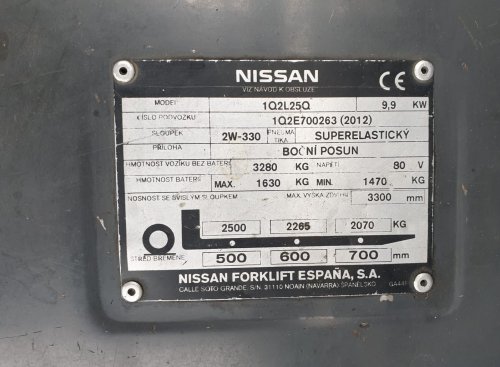 NISSAN
VIZ NÁVOD K OBSLUZE
CE
MODEL 1Q2L25Q 9,9 KW
ČÍSLO PODVOZKU 1Q2E700263 (2012)
SLOUPEK 2W-330 PNEUMATIKA SUPERELASTICKÝ
PŘÍLOHA BOČNÍ POSUN
HMOTNOST VOZÍKU BEZ BATERIÍ 3280 KG NAPĚTÍ 80 V
HMOTNOST BATERIÍ MAX. 1630 KG MIN. 1470 KG
NOSNOST SE SVISLÝM SLOUPKEM MAX. VÝŠKA ZDVIHU 3300 mm
2500 2265 2070 KG
STŘED BŘEMENE 500 600 700 mm
NISSAN FORKLIFT ESPAÑA, S.A.
CALLE SOTO GRANDE, S/N, 31110 NOAIN (NAVARRA) ŠPANĚLSKO